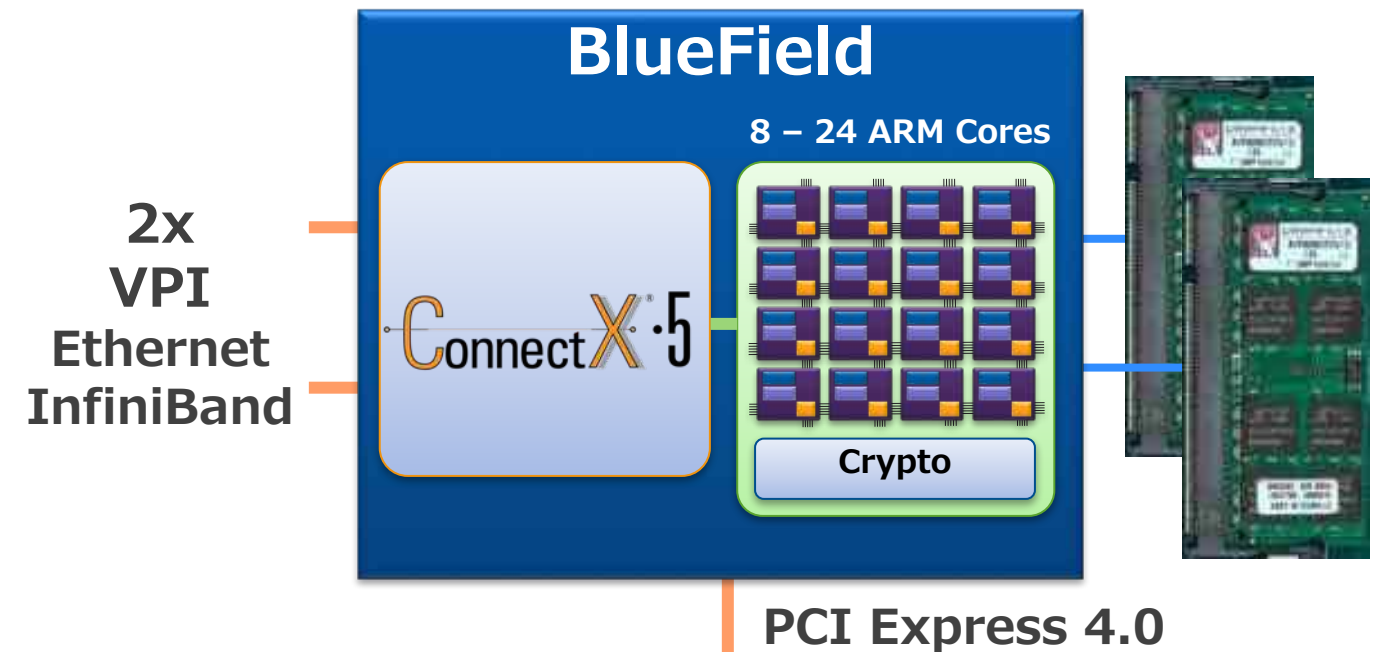 BlueField
8 – 24 ARM Cores
2x
VPI
Ethernet
InfiniBand
ConnectX®·5
Crypto
PCI Express 4.0